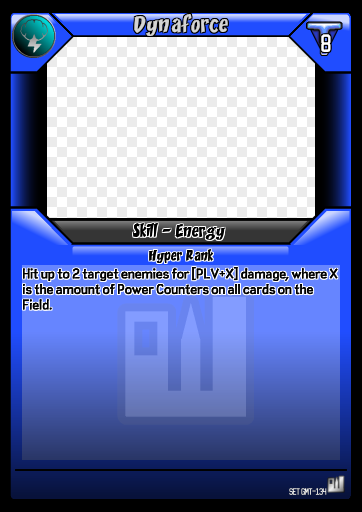 Dynaforce
8
Skill - Energy
Hyper Rank
Hit up to 2 target enemies for [PLV+X] damage, where X
is the amount of Power Counters on all cards on the
Field.
SET GMT-134